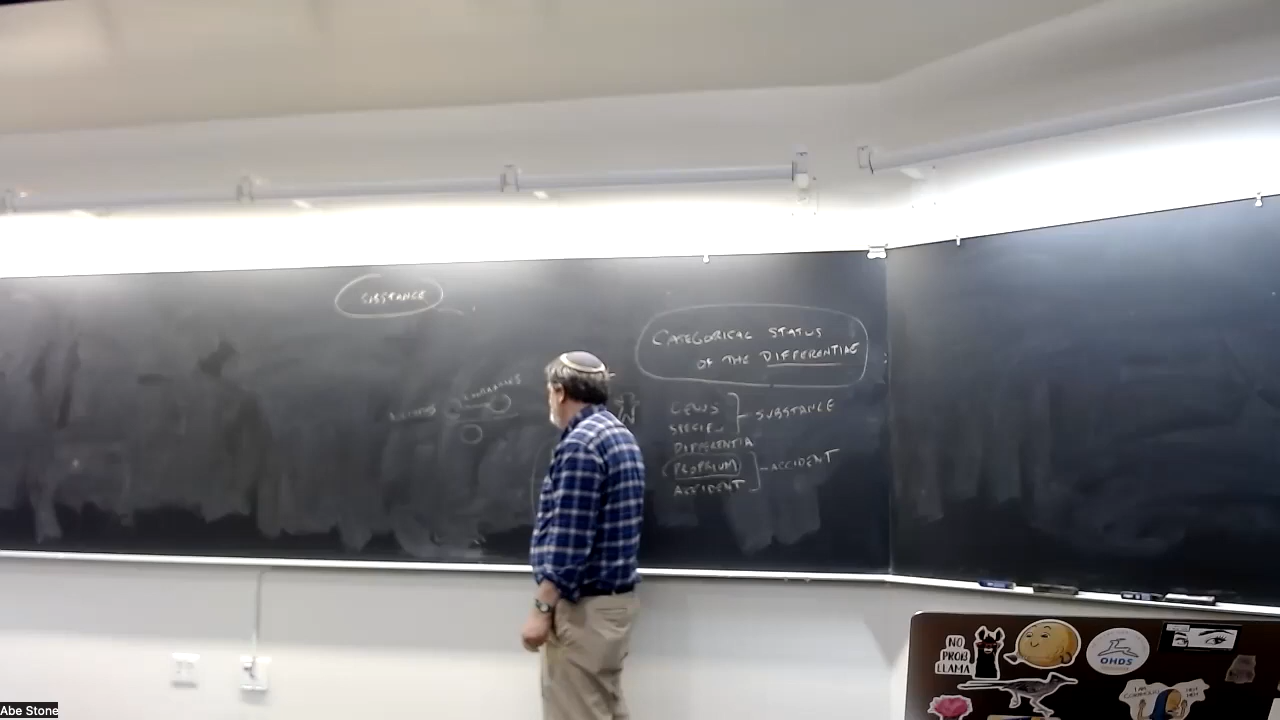 SUBSTANCE
CATEGORICAL STATUS
OF THE DIFFERENTIAE
GENUS
SPECIES
SUBSTANCE
DIFFERENTIA
PROPRIUM
ACCIDENT
ACCIDENT
NO
PROB
LLAMA
OHDS
Abe Stone